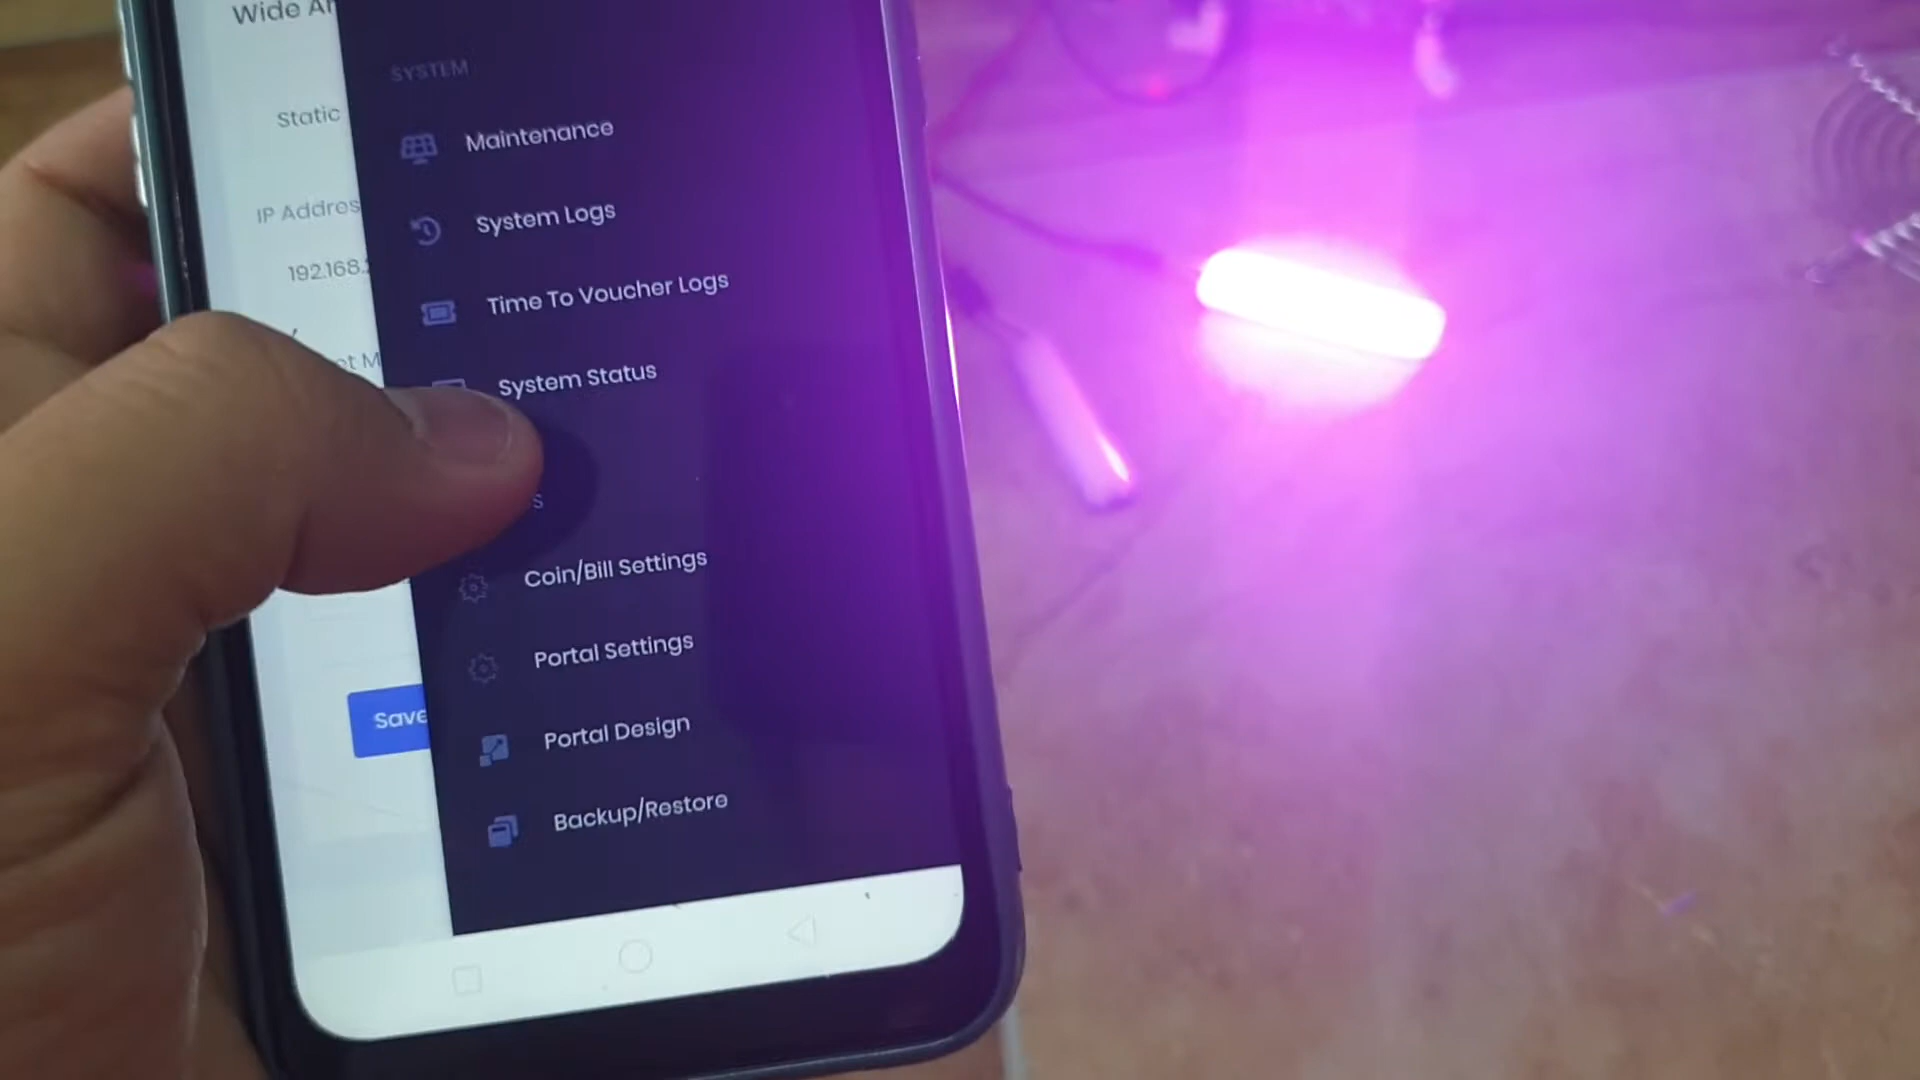 Wide
SYSTEM
Static
Maintenance
IP Addres
System Logs
192.168.
Time To Voucher Logs
System Status
Coin/Bill Settings
Portal Settings
Save
Portal Design
Backup/Restore